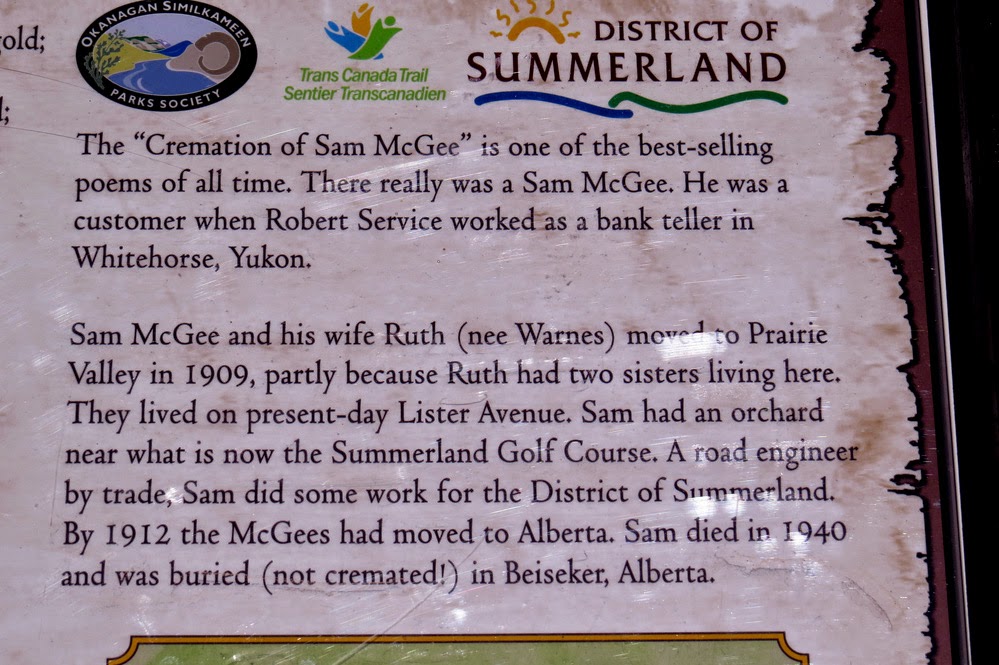 old;
OKANAGAN SIMILKAMEEN
PARKS SOCIETY
Trans Canada Trail
Sentier Transcanadien
DISTRICT OF
SUMMERLAND
The “Cremation of Sam McGee” is one of the best-selling
poems of all time. There really was a Sam McGee. He was a
customer when Robert Service worked as a bank teller in
Whitehorse, Yukon.
Sam McGee and his wife Ruth (nee Warnes) moved to Prairie
Valley in 1909, partly because Ruth had two sisters living here.
They lived on present-day Lister Avenue. Sam had an orchard
near what is now the Summerland Golf Course. A road engineer
by trade, Sam did some work for the District of Summerland.
By 1912 the McGees had moved to Alberta. Sam died in 1940
and was buried (not cremated!) in Beiseker, Alberta.